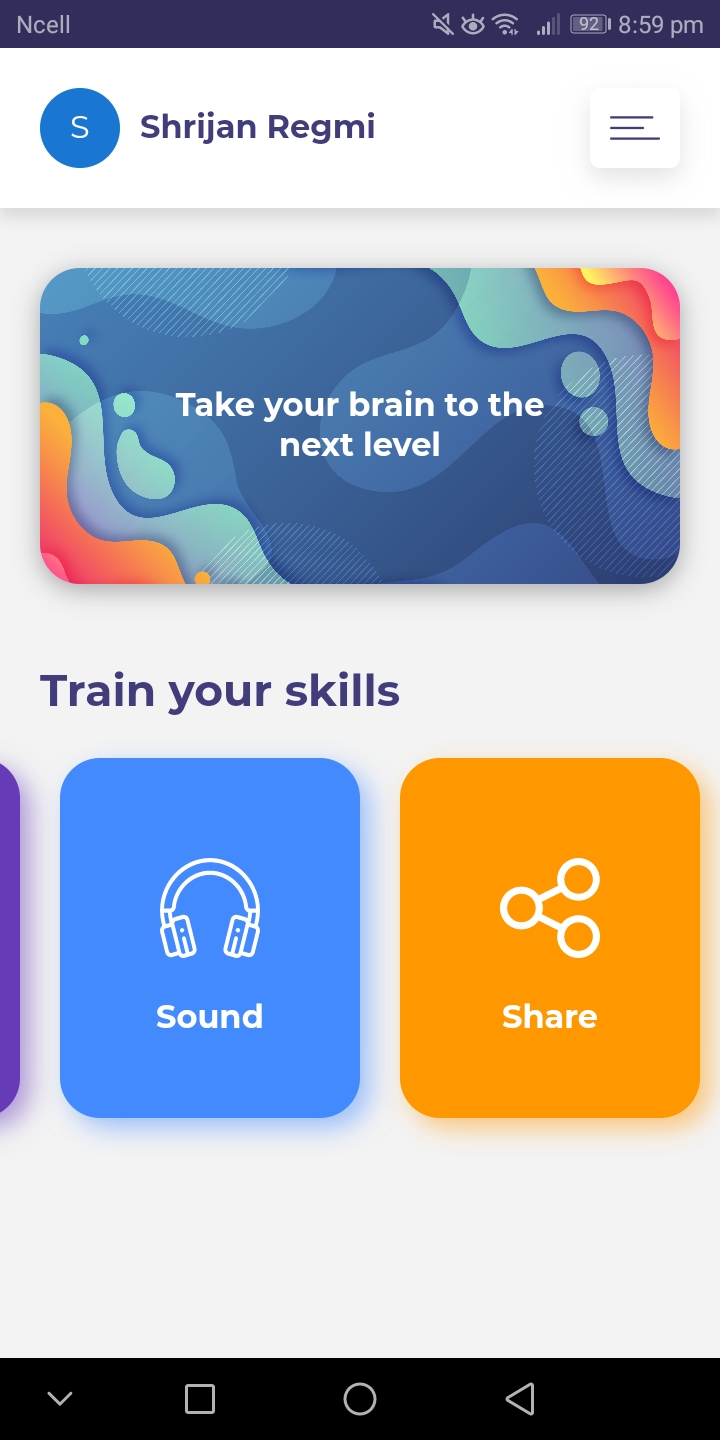 Ncell
92 8:59 pm
S Shrijan Regmi
Take your brain to the
next level
Train your skills
Sound
Share